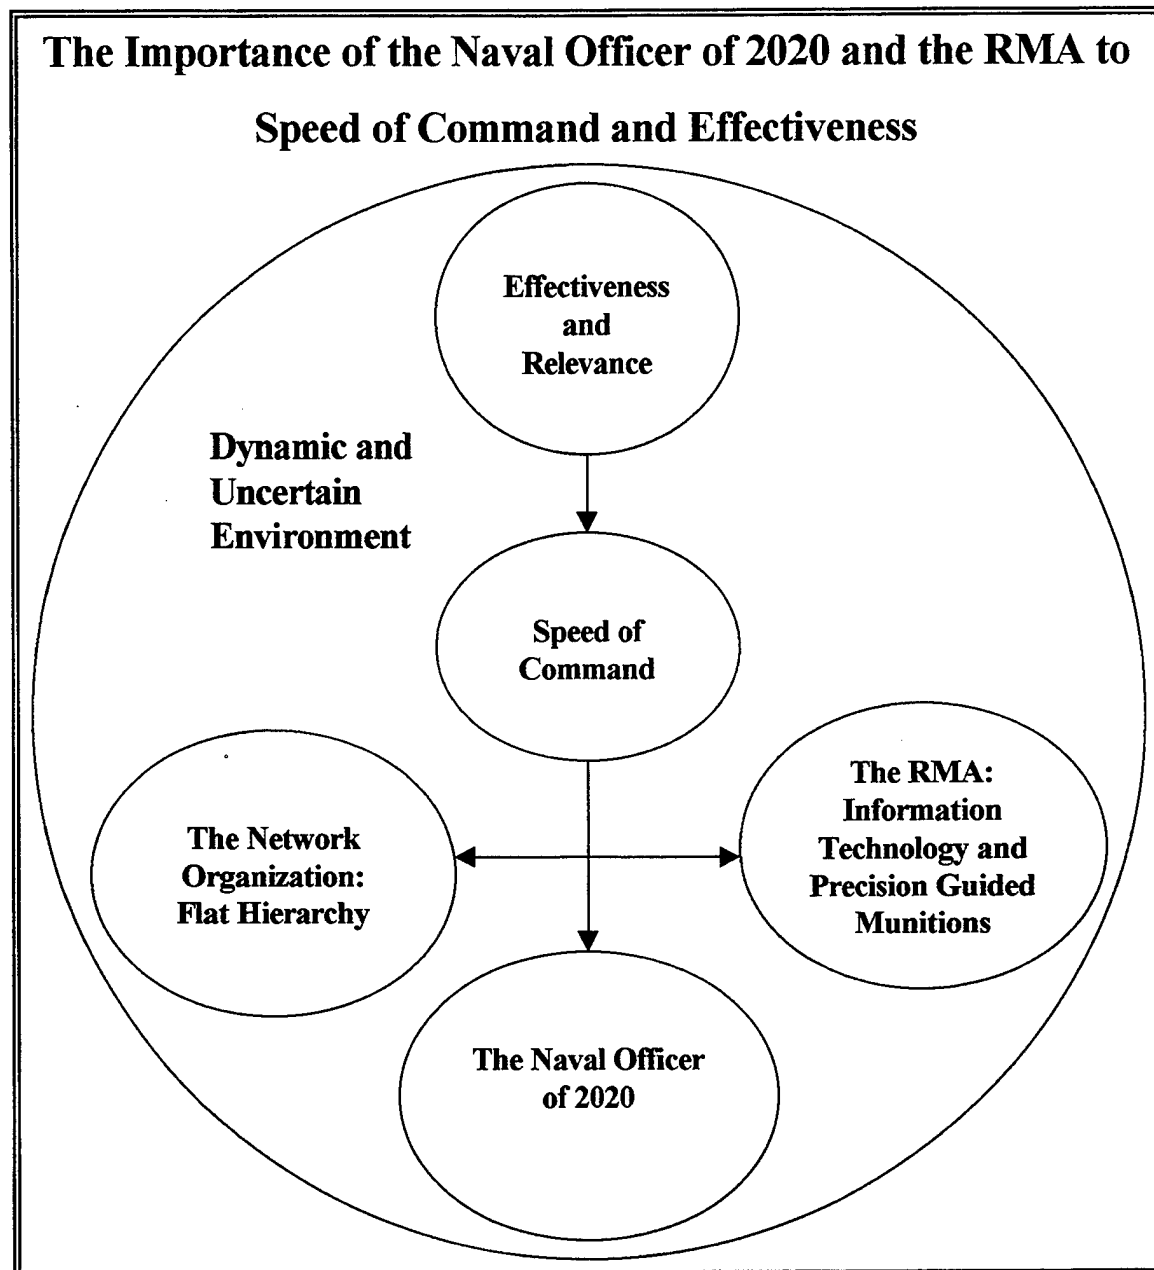 The Importance of the Naval Officer of 2020 and the RMA to
Speed of Command and Effectiveness
Effectiveness
and
Relevance
Dynamic and
Uncertain
Environment
Speed of
Command
The Network
Organization:
Flat Hierarchy
The RMA:
Information
Technology and
Precision Guided
Munitions
The Naval Officer
of 2020